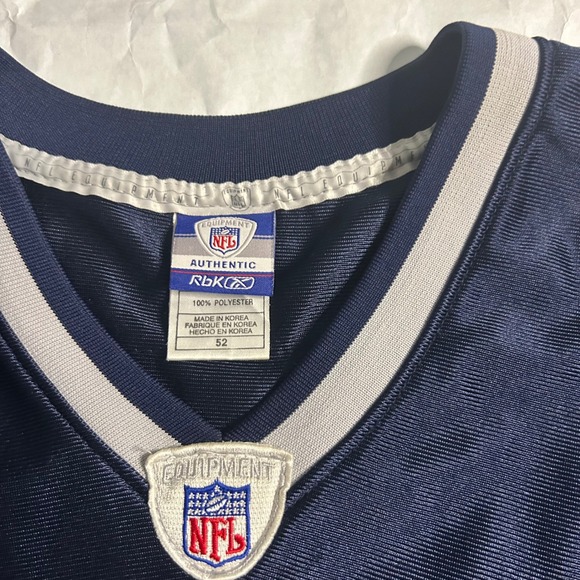 NFL EQUIPMENT
NFL EQUIPMENT
EQUIPMENT
NFL
AUTHENTIC
RbK
100% POLYESTER
MADE IN KOREA
FABRIQUE EN KOREA
HECHO EN KOREA
52
EQUIPMENT
NFL